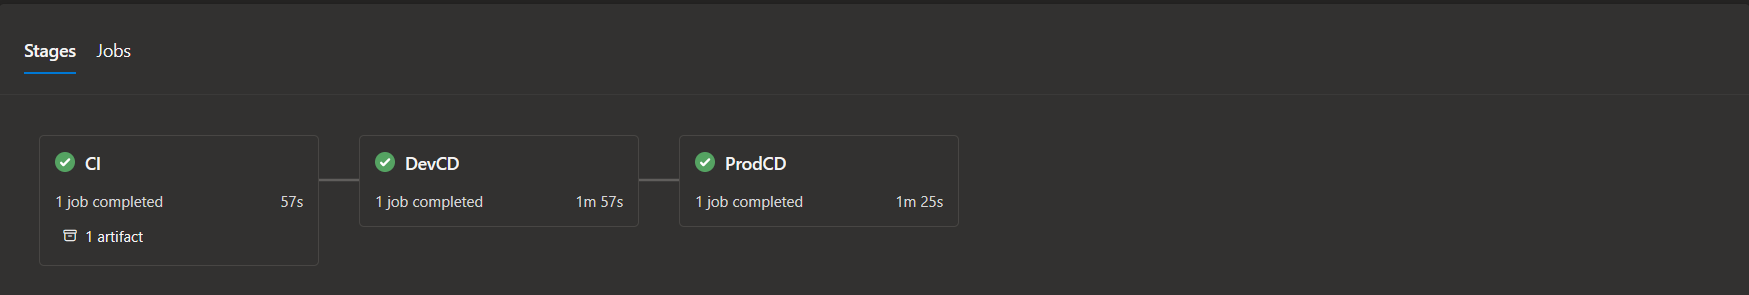 Stages Jobs
CI
1 job completed 57s
1 artifact
DevCD
1 job completed 1m 57s
ProdCD
1 job completed 1m 25s